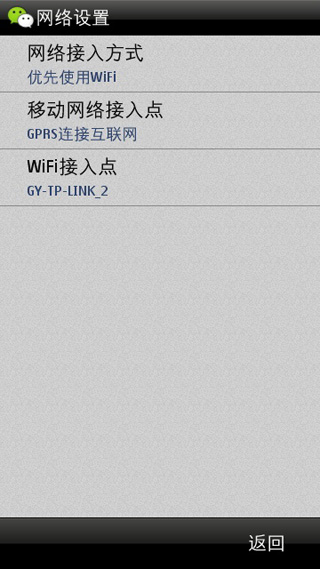 网络设置
网络接入方式
优先使用WiFi
移动网络接入点
GPRS连接互联网
WiFi接入点
GY-TP-LINK_2
返回